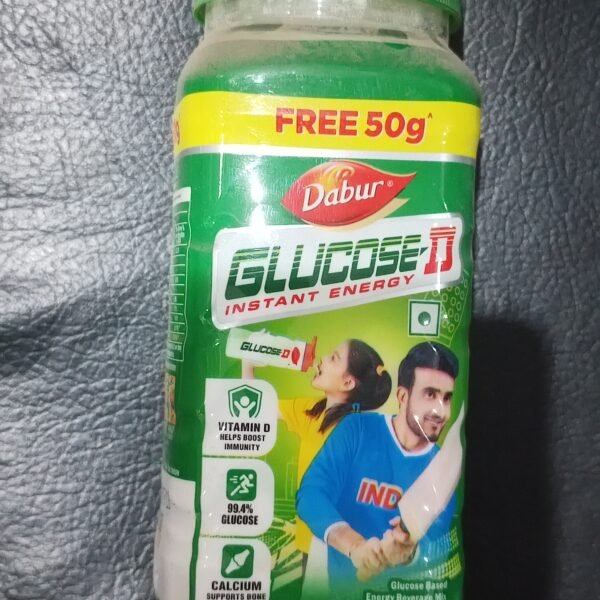 FREE 50g^
Dabur®
GLUCOSE-D
INSTANT ENERGY
GLUCOSE-D
VITAMIN D
HELPS BOOST
IMMUNITY
99.4%
GLUCOSE
CALCIUM
SUPPORTS BONE
IND
Glucose Based
Energy Beverage Mix